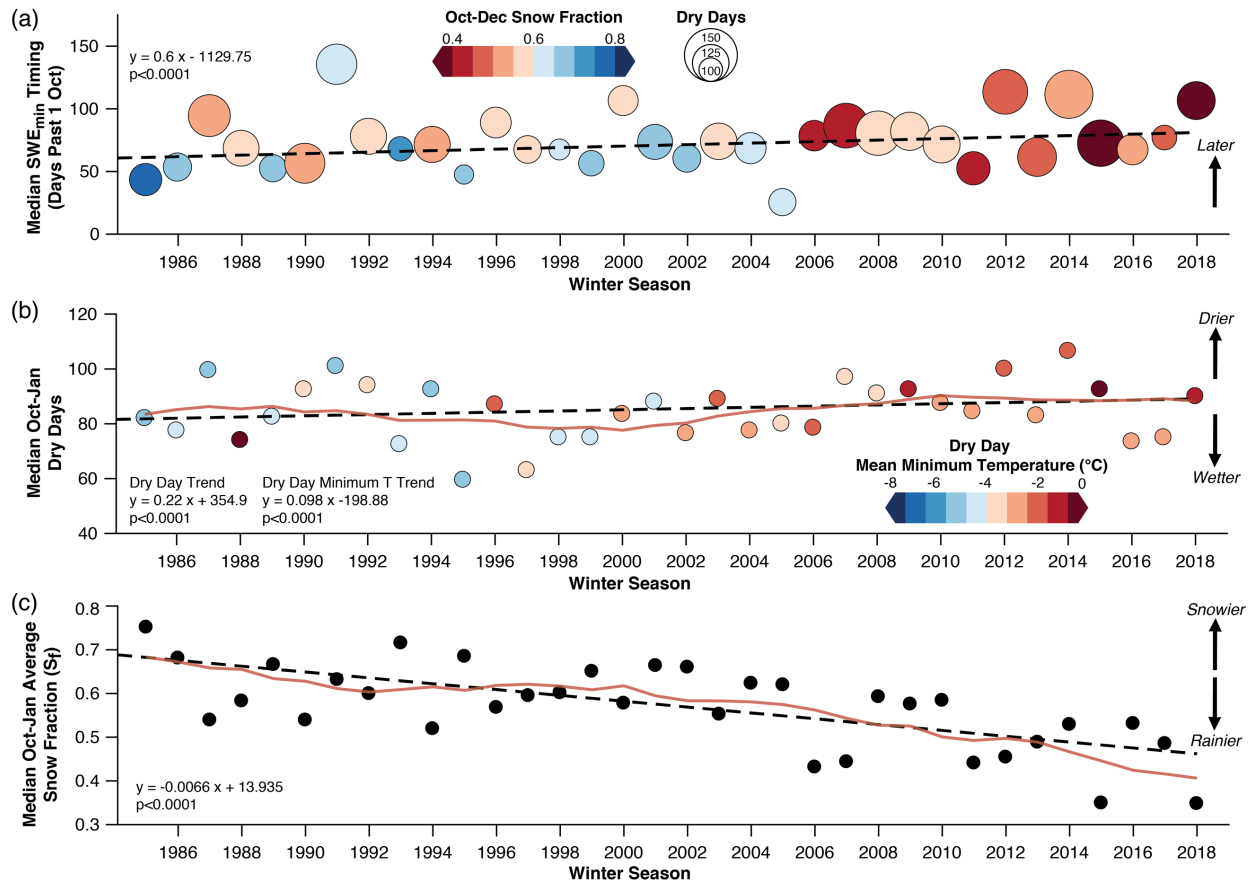 (a)
Oct-Dec Snow Fraction
0.4 0.6 0.8
Dry Days
150
125
100
y = 0.6 x - 1129.75
p<0.0001
Median SWEmin Timing
(Days Past 1 Oct)
150
100
50
0
Later
1986 1988 1990 1992 1994 1996 1998 2000 2002 2004 2006 2008 2010 2012 2014 2016 2018
Winter Season
(b)
Median Oct-Jan
Dry Days
120
100
80
60
40
Drier
Wetter
Dry Day Trend
y = 0.22 x + 354.9
p<0.0001
Dry Day Minimum T Trend
y = 0.098 x -198.88
p<0.0001
Dry Day
Mean Minimum Temperature (°C)
-8 -6 -4 -2 0
1986 1988 1990 1992 1994 1996 1998 2000 2002 2004 2006 2008 2010 2012 2014 2016 2018
Winter Season
(c)
Median Oct-Jan Average
Snow Fraction (Sf)
0.8
0.7
0.6
0.5
0.4
0.3
Snowier
Rainier
y = -0.0066 x + 13.935
p<0.0001
1986 1988 1990 1992 1994 1996 1998 2000 2002 2004 2006 2008 2010 2012 2014 2016 2018
Winter Season